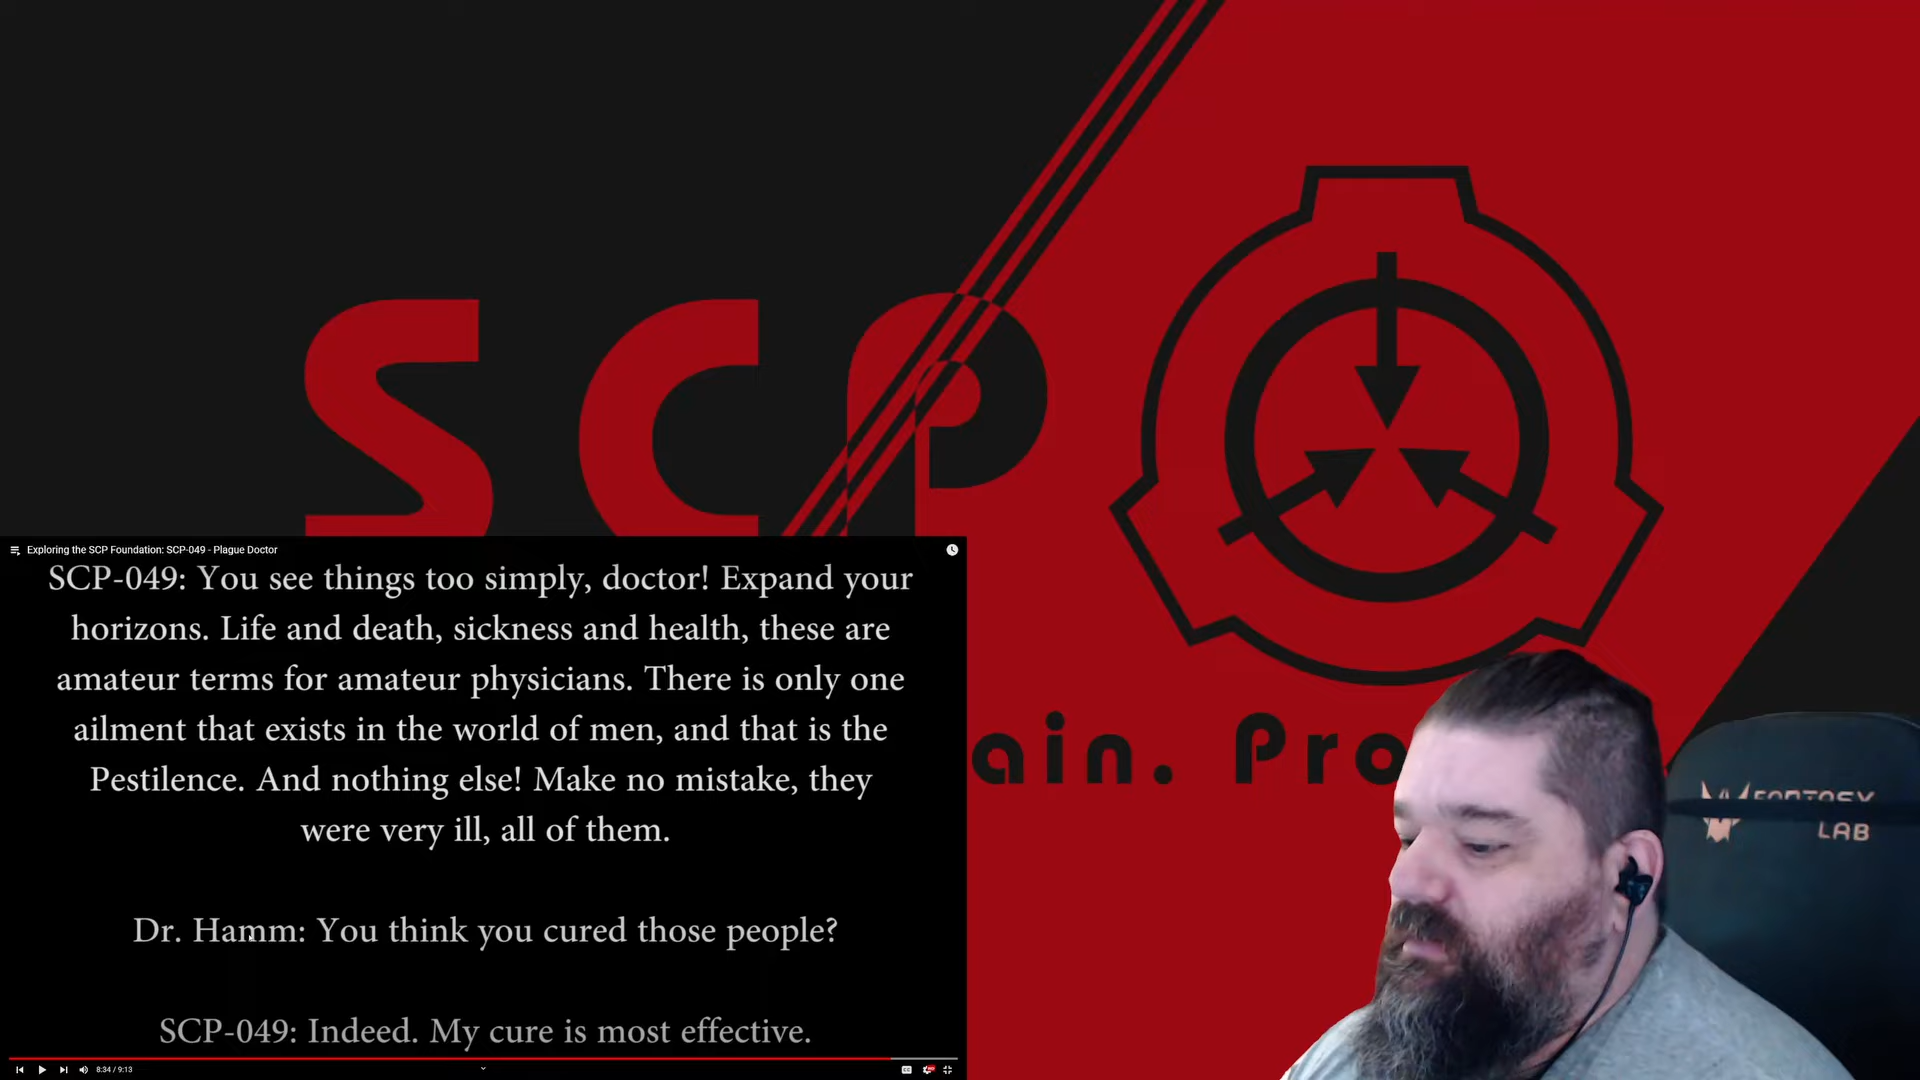 SCP
Exploring the SCP Foundation: SCP-049 - Plague Doctor
SCP-049: You see things too simply, doctor! Expand your
horizons. Life and death, sickness and health, these are
amateur terms for amateur physicians. There is only one
ailment that exists in the world of men, and that is the
Pestilence. And nothing else! Make no mistake, they
were very ill, all of them.
Dr. Hamm: You think you cured those people?
SCP-049: Indeed. My cure is most effective.
8:34 / 9:13
ain. Pro
FANTASY
LAB